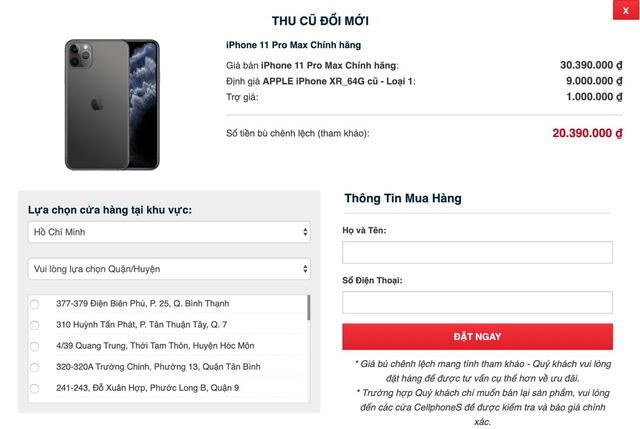 THU CŨ ĐỔI MỚI
X
iPhone 11 Pro Max Chính hãng
Giá bán iPhone 11 Pro Max Chính hãng: 30.390.000 ₫
Định giá APPLE iPhone XR_64G cũ - Loại 1: 9.000.000 ₫
Trợ giá: 1.000.000 ₫
Số tiền bù chênh lệch (tham khảo): 20.390.000 ₫
Lựa chọn cửa hàng tại khu vực:
Hồ Chí Minh
Vui lòng lựa chọn Quận/Huyện
377-379 Điện Biên Phủ, P. 25, Q. Bình Thạnh
310 Huỳnh Tấn Phát, P. Tân Thuận Tây, Q. 7
4/39 Quang Trung, Thới Tam Thôn, Huyện Hóc Môn
320-320A Trường Chinh, Phường 13, Quận Tân Bình
241-243, Đỗ Xuân Hợp, Phước Long B, Quận 9
Thông Tin Mua Hàng
Họ và Tên:
Số Điện Thoại:
ĐẶT NGAY
* Giá bù chênh lệch mang tính tham khảo - Quý khách vui lòng
đặt hàng để được tư vấn cụ thể hơn về ưu đãi.
* Trường hợp Quý khách chỉ muốn bán lại sản phẩm, vui lòng
đến các cửa CellphoneS để được kiểm tra và báo giá chính
xác.